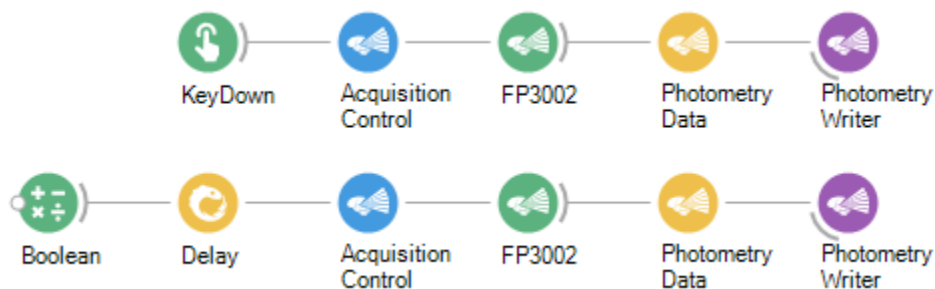 KeyDown Acquisition Control FP3002 Photometry Data Photometry Writer
Boolean Delay Acquisition Control FP3002 Photometry Data Photometry Writer